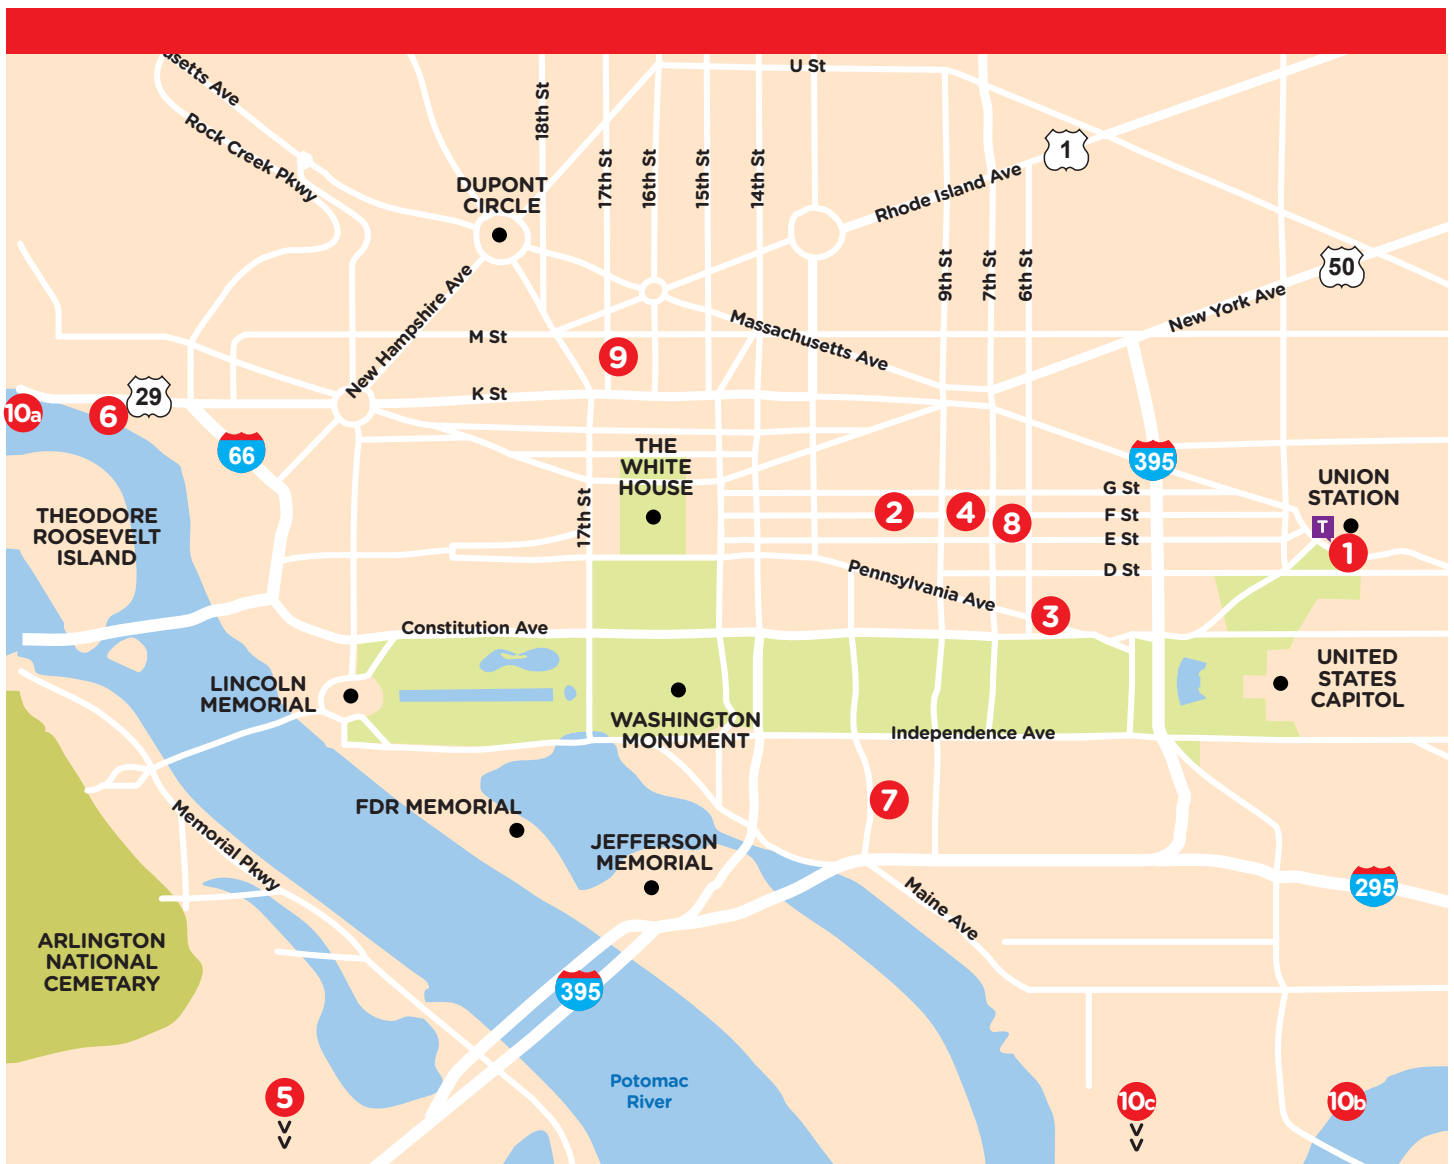 usetts Ave
Rock Creek Pkwy
U St
18th St
17th St
16th St
15th St
14th St
1
Rhode Island Ave
DUPONT
CIRCLE
9th St
7th St
6th St
50
New York Ave
New Hampshire Ave
M St
Massachusetts Ave
9
K St
29
10a
6
66
THE
WHITE
HOUSE
395
UNION
STATION
G St
F St
E St
D St
T
1
2
4
8
17th St
THEODORE
ROOSEVELT
ISLAND
Pennsylvania Ave
3
Constitution Ave
LINCOLN
MEMORIAL
UNITED
STATES
CAPITOL
WASHINGTON
MONUMENT
Independence Ave
FDR MEMORIAL
7
JEFFERSON
MEMORIAL
Memorial Pkwy
Maine Ave
295
ARLINGTON
NATIONAL
CEMETARY
395
Potomac
River
5
10c
10b